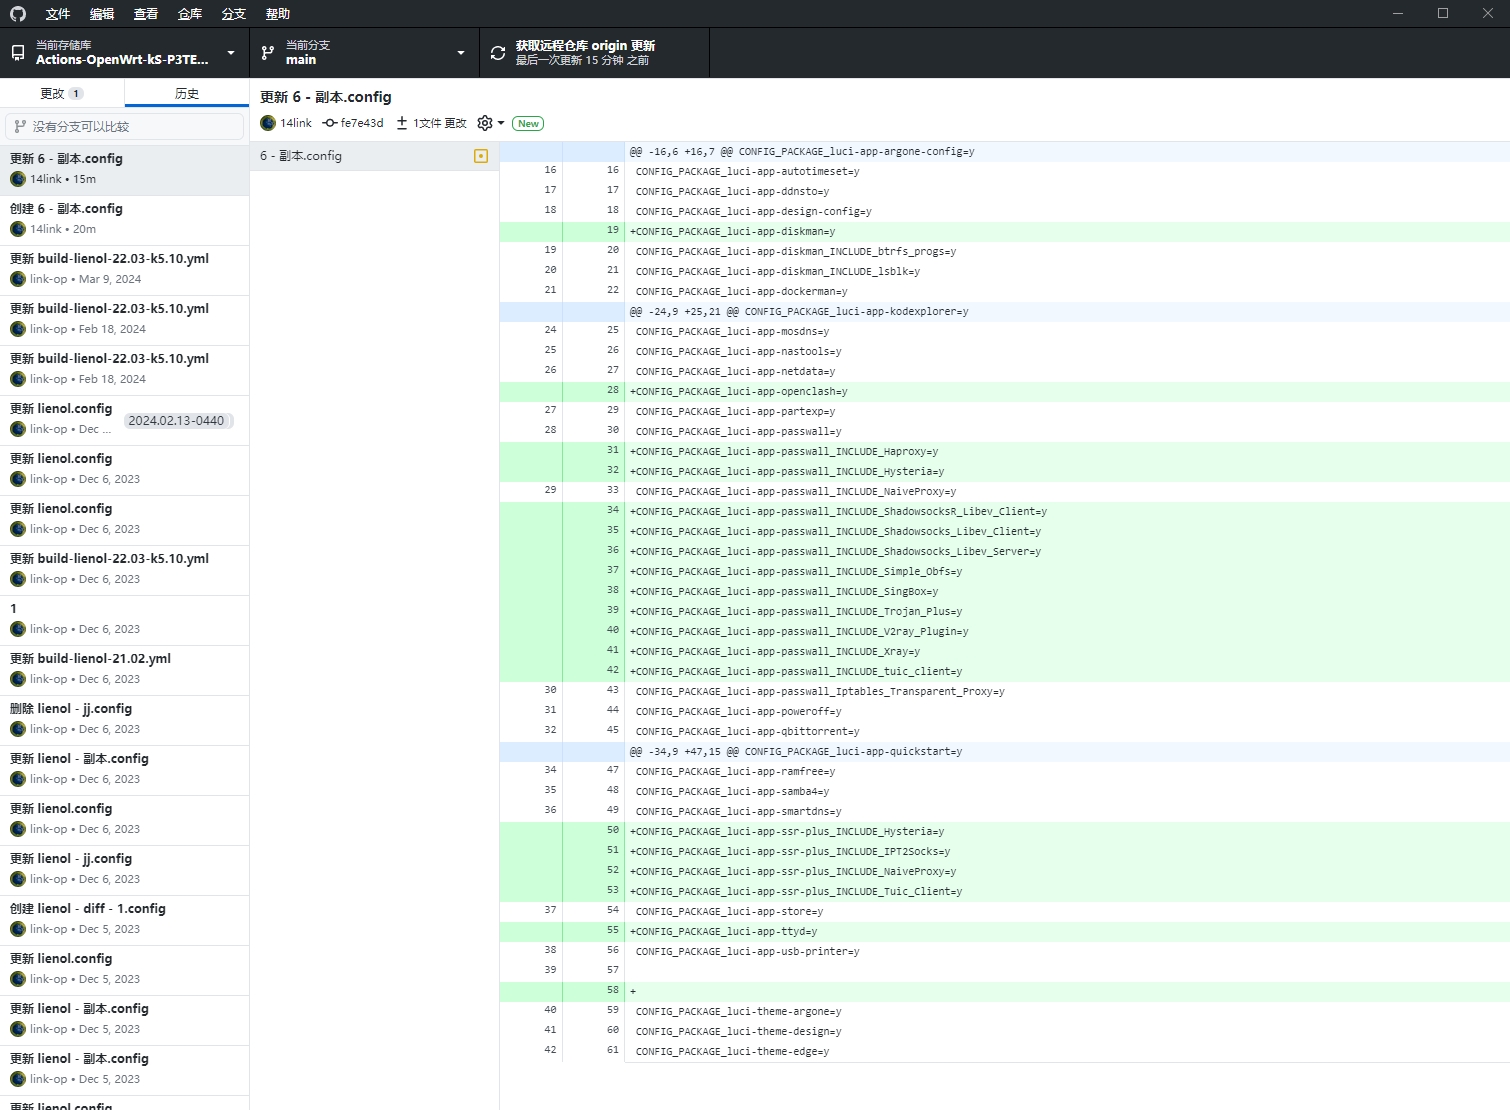 文件 编辑 查看 仓库 分支 帮助
当前存储库
Actions-OpenWrt-kS-P3TE...
当前分支
main
获取远程仓库 origin 更新
最后一次更新 15 分钟 之前
更改 1
历史
没有分支可以比较
更新 6 - 副本.config
14link • 15m
创建 6 - 副本.config
14link • 20m
更新 build-lienol-22.03-k5.10.yml
link-op • Mar 9, 2024
更新 build-lienol-22.03-k5.10.yml
link-op • Feb 18, 2024
更新 build-lienol-22.03-k5.10.yml
link-op • Feb 18, 2024
更新 lienol.config
link-op • Dec ...
2024.02.13-0440
更新 lienol.config
link-op • Dec 6, 2023
更新 lienol.config
link-op • Dec 6, 2023
更新 build-lienol-22.03-k5.10.yml
link-op • Dec 6, 2023
1
link-op • Dec 6, 2023
更新 build-lienol-21.02.yml
link-op • Dec 6, 2023
删除 lienol - jj.config
link-op • Dec 6, 2023
更新 lienol - 副本.config
link-op • Dec 6, 2023
更新 lienol.config
link-op • Dec 6, 2023
更新 lienol - jj.config
link-op • Dec 6, 2023
创建 lienol - diff - 1.config
link-op • Dec 5, 2023
更新 lienol.config
link-op • Dec 5, 2023
更新 lienol - 副本.config
link-op • Dec 5, 2023
更新 lienol - 副本.config
link-op • Dec 5, 2023
更新 lienol.config
更新 6 - 副本.config
14link fe7e43d 1文件 更改 New
6 - 副本.config
@@ -16,6 +16,7 @@ CONFIG_PACKAGE_luci-app-argone-config=y
16 16 CONFIG_PACKAGE_luci-app-autotimeset=y
17 17 CONFIG_PACKAGE_luci-app-ddnsto=y
18 18 CONFIG_PACKAGE_luci-app-design-config=y
19 +CONFIG_PACKAGE_luci-app-diskman=y
19 20 CONFIG_PACKAGE_luci-app-diskman_INCLUDE_btrfs_progs=y
20 21 CONFIG_PACKAGE_luci-app-diskman_INCLUDE_lsblk=y
21 22 CONFIG_PACKAGE_luci-app-dockerman=y
@@ -24,9 +25,21 @@ CONFIG_PACKAGE_luci-app-kodexplorer=y
24 25 CONFIG_PACKAGE_luci-app-mosdns=y
25 26 CONFIG_PACKAGE_luci-app-nastools=y
26 27 CONFIG_PACKAGE_luci-app-netdata=y
28 +CONFIG_PACKAGE_luci-app-openclash=y
27 29 CONFIG_PACKAGE_luci-app-partexp=y
28 30 CONFIG_PACKAGE_luci-app-passwall=y
31 +CONFIG_PACKAGE_luci-app-passwall_INCLUDE_Haproxy=y
32 +CONFIG_PACKAGE_luci-app-passwall_INCLUDE_Hysteria=y
29 33 CONFIG_PACKAGE_luci-app-passwall_INCLUDE_NaiveProxy=y
34 +CONFIG_PACKAGE_luci-app-passwall_INCLUDE_ShadowsocksR_Libev_Client=y
35 +CONFIG_PACKAGE_luci-app-passwall_INCLUDE_Shadowsocks_Libev_Client=y
36 +CONFIG_PACKAGE_luci-app-passwall_INCLUDE_Shadowsocks_Libev_Server=y
37 +CONFIG_PACKAGE_luci-app-passwall_INCLUDE_Simple_Obfs=y
38 +CONFIG_PACKAGE_luci-app-passwall_INCLUDE_SingBox=y
39 +CONFIG_PACKAGE_luci-app-passwall_INCLUDE_Trojan_Plus=y
40 +CONFIG_PACKAGE_luci-app-passwall_INCLUDE_V2ray_Plugin=y
41 +CONFIG_PACKAGE_luci-app-passwall_INCLUDE_Xray=y
42 +CONFIG_PACKAGE_luci-app-passwall_INCLUDE_tuic_client=y
30 43 CONFIG_PACKAGE_luci-app-passwall_Iptables_Transparent_Proxy=y
31 44 CONFIG_PACKAGE_luci-app-poweroff=y
32 45 CONFIG_PACKAGE_luci-app-qbittorrent=y
@@ -34,9 +47,15 @@ CONFIG_PACKAGE_luci-app-quickstart=y
34 47 CONFIG_PACKAGE_luci-app-ramfree=y
35 48 CONFIG_PACKAGE_luci-app-samba4=y
36 49 CONFIG_PACKAGE_luci-app-smartdns=y
50 +CONFIG_PACKAGE_luci-app-ssr-plus_INCLUDE_Hysteria=y
51 +CONFIG_PACKAGE_luci-app-ssr-plus_INCLUDE_IPT2Socks=y
52 +CONFIG_PACKAGE_luci-app-ssr-plus_INCLUDE_NaiveProxy=y
53 +CONFIG_PACKAGE_luci-app-ssr-plus_INCLUDE_Tuic_Client=y
37 54 CONFIG_PACKAGE_luci-app-store=y
55 +CONFIG_PACKAGE_luci-app-ttyd=y
38 56 CONFIG_PACKAGE_luci-app-usb-printer=y
39 57
58 +
40 59 CONFIG_PACKAGE_luci-theme-argone=y
41 60 CONFIG_PACKAGE_luci-theme-design=y
42 61 CONFIG_PACKAGE_luci-theme-edge=y